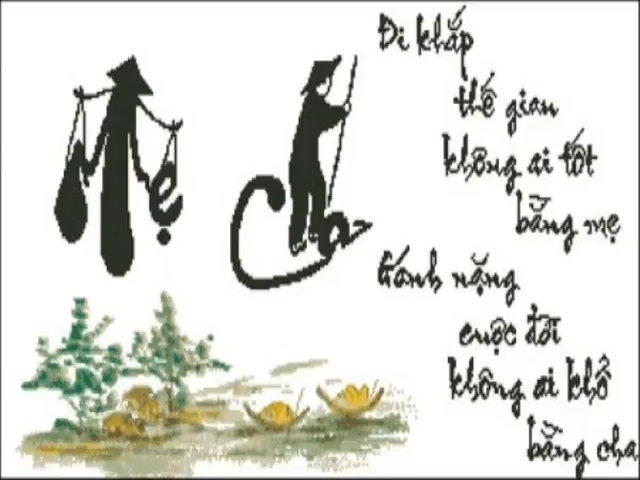 Mẹ Cha
Đi khắp
thế gian
không ai tốt
bằng mẹ
Gánh nặng
cuộc đời
không ai khổ
bằng cha